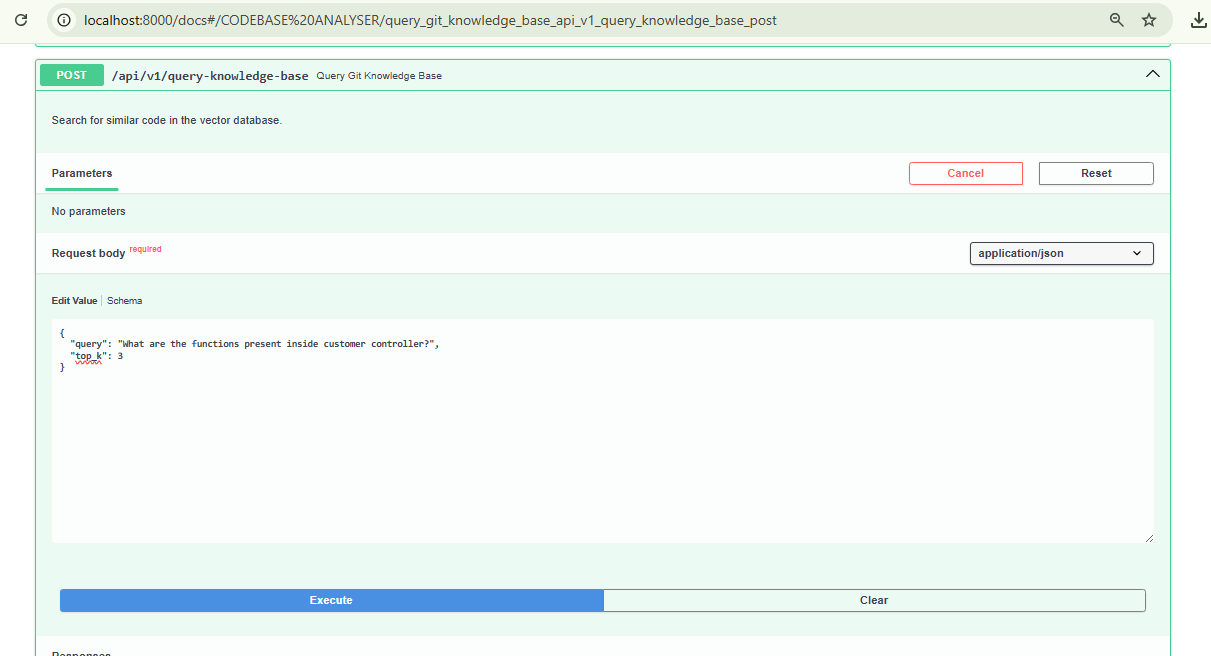 localhost:8000/docs#/CODEBASE%20ANALYSER/query_git_knowledge_base_api_v1_query_knowledge_base_post
POST /api/v1/query-knowledge-base Query Git Knowledge Base
Search for similar code in the vector database.
Parameters Cancel Reset
No parameters
Request body required application/json
Edit Value Schema
{
"query": "What are the functions present inside customer controller?",
"top_k": 3
}
Execute Clear
Responses